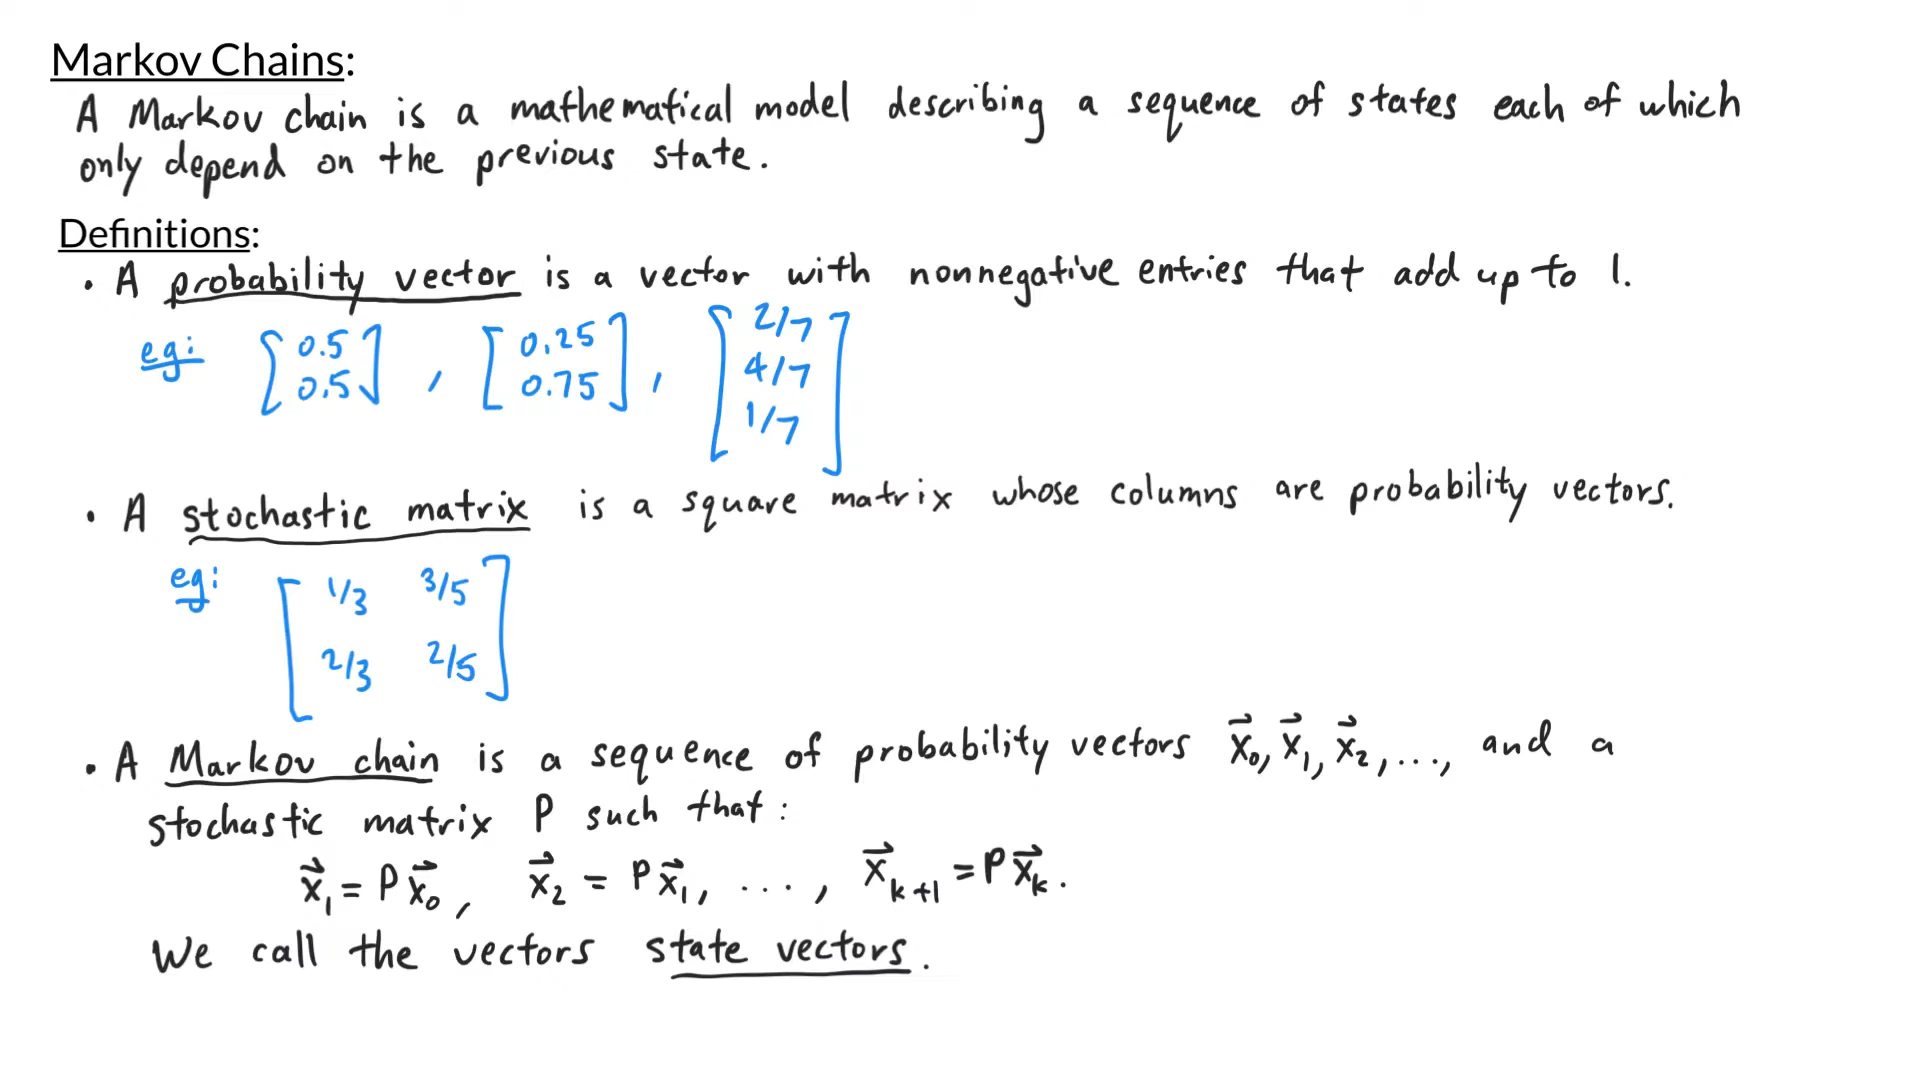 Markov Chains:
A Markov chain is a mathematical model describing a sequence of states each of which
only depend on the previous state.
Definitions:
• A probability vector is a vector with nonnegative entries that add up to 1.
eg: [0.5 0.5], [0.25 0.75], [2/7 4/7 1/7]
• A stochastic matrix is a square matrix whose columns are probability vectors.
eg: [1/3 3/5
2/3 2/5]
• A Markov chain is a sequence of probability vectors x⃗₀, x⃗₁, x⃗₂, ..., and a
stochastic matrix P such that:
x⃗₁ = Px⃗₀, x⃗₂ = Px⃗₁, ..., x⃗ₖ₊₁ = Px⃗ₖ.
We call the vectors state vectors.